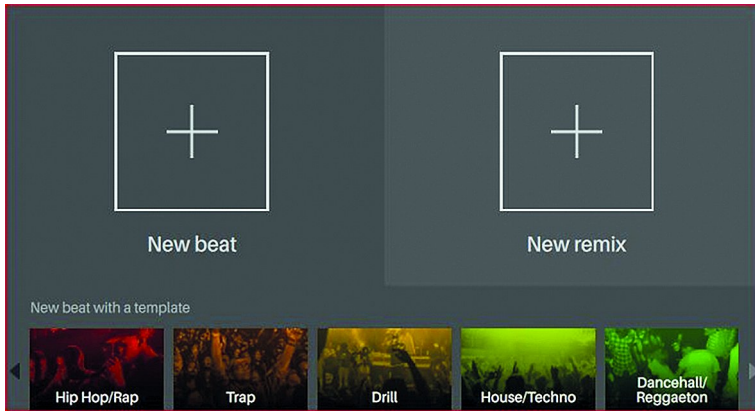 New beat
New remix
New beat with a template
Hip Hop/Rap
Trap
Drill
House/Techno
Dancehall/
Reggaeton